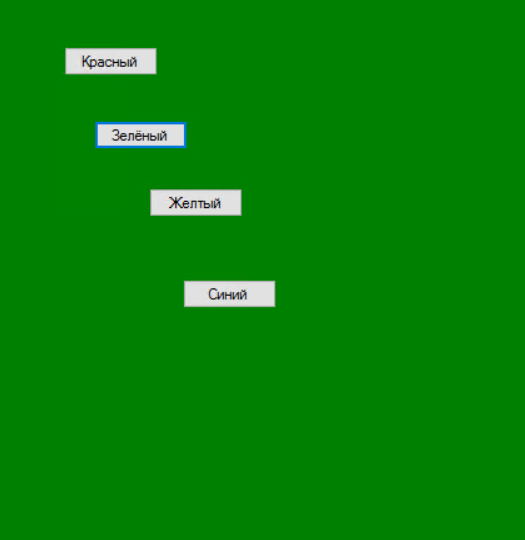 Красный
Зелёный
Желтый
Синий